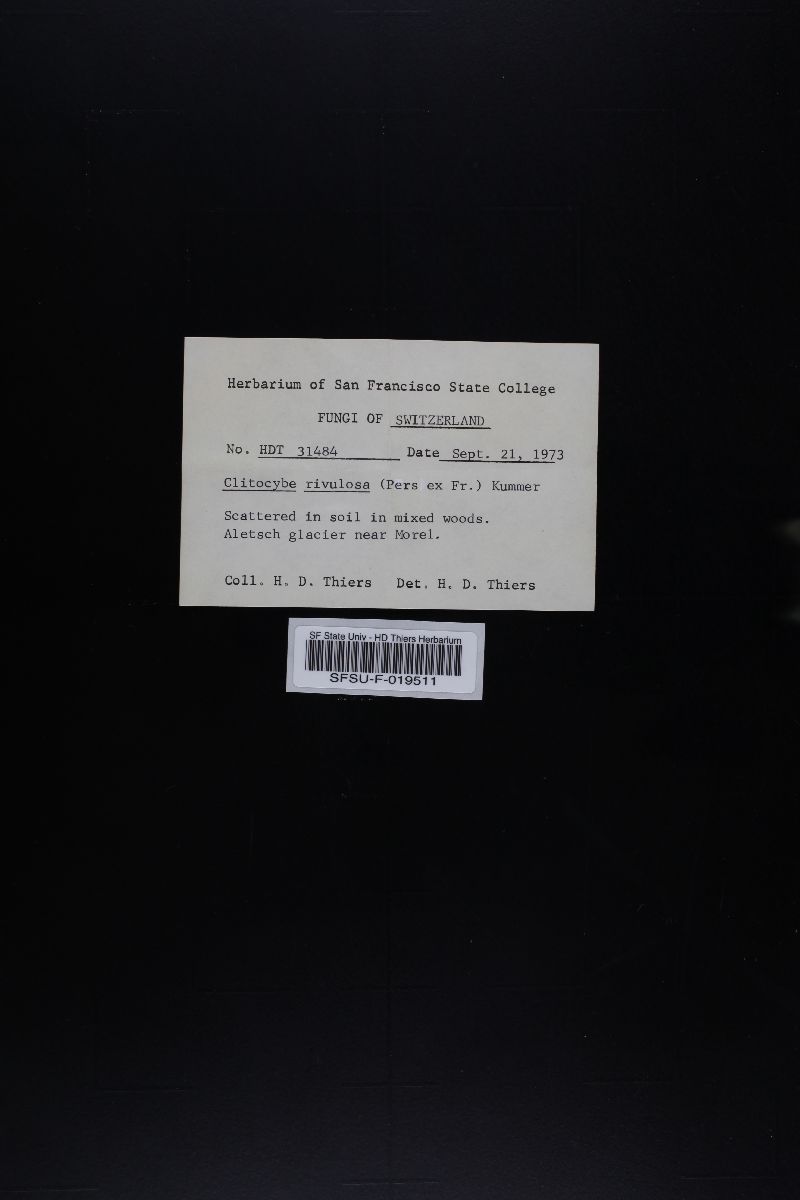 Herbarium of San Francisco State College
FUNGI OF SWITZERLAND
No. HDT 31484 Date Sept. 21, 1973
Clitocybe rivulosa (Pers ex Fr.) Kummer
Scattered in soil in mixed woods.
Aletsch glacier near Morel.
Coll. H. D. Thiers Det. H. D. Thiers
SF State Univ - HD Thiers Herbarium
SFSU-F-019511